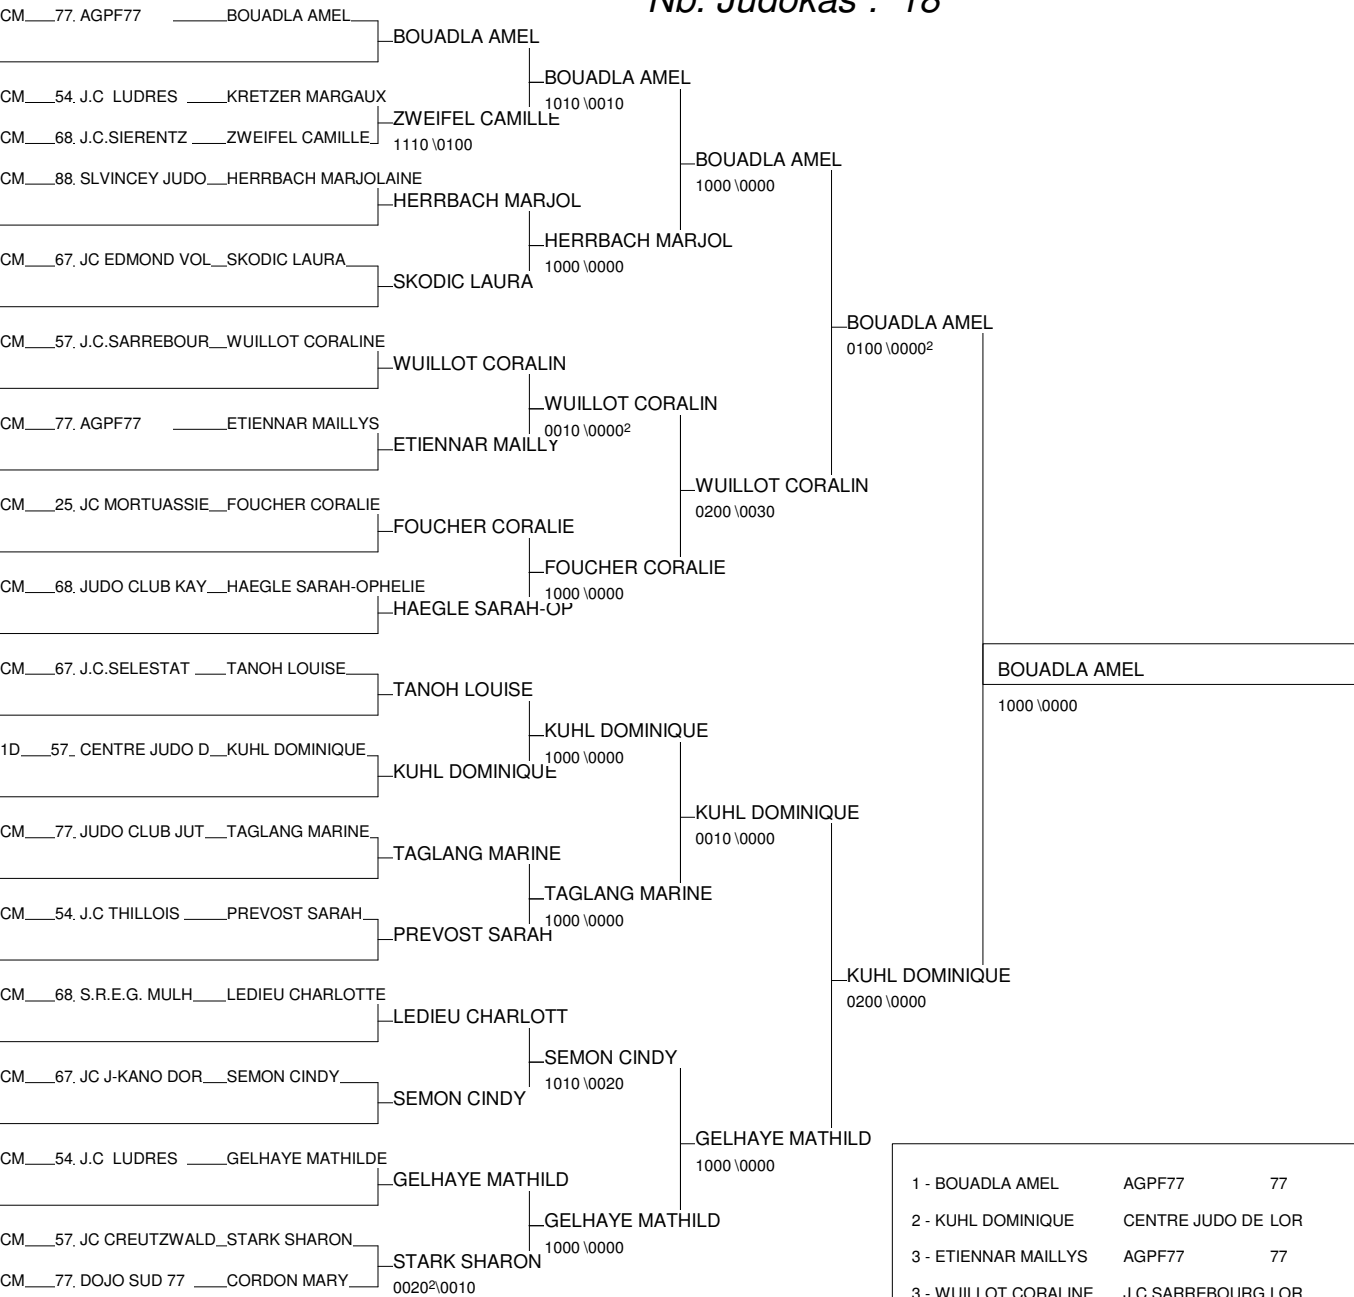 Nb. Judokas : 18
CM 77. AGPF77 BOUADLA AMEL
BOUADLA AMEL
BOUADLA AMEL
1010 \0010
CM 54. J.C LUDRES KRETZER MARGAUX
ZWEIFEL CAMILLE
1110 \0100
CM 68. J.C.SIERENTZ ZWEIFEL CAMILLE
BOUADLA AMEL
1000 \0000
CM 88. SLVINCEY JUDO HERRBACH MARJOLAINE
HERRBACH MARJOL
HERRBACH MARJOL
1000 \0000
CM 67. JC EDMOND VOL SKODIC LAURA
SKODIC LAURA
BOUADLA AMEL
0100 \0000²
CM 57. J.C.SARREBOUR WUILLOT CORALINE
WUILLOT CORALIN
WUILLOT CORALIN
0010 \0000²
CM 77. AGPF77 ETIENNAR MAILLYS
ETIENNAR MAILLY
WUILLOT CORALIN
0200 \0030
CM 25. JC MORTUASSIE FOUCHER CORALIE
FOUCHER CORALIE
FOUCHER CORALIE
1000 \0000
CM 68. JUDO CLUB KAY HAEGLE SARAH-OPHELIE
HAEGLE SARAH-OP
BOUADLA AMEL
1000 \0000
CM 67. J.C.SELESTAT TANOH LOUISE
TANOH LOUISE
KUHL DOMINIQUE
1000 \0000
1D 57. CENTRE JUDO D KUHL DOMINIQUE
KUHL DOMINIQUE
KUHL DOMINIQUE
0010 \0000
CM 77. JUDO CLUB JUT TAGLANG MARINE
TAGLANG MARINE
TAGLANG MARINE
1000 \0000
CM 54. J.C THILLOIS PREVOST SARAH
PREVOST SARAH
KUHL DOMINIQUE
0200 \0000
CM 68. S.R.E.G. MULH LEDIEU CHARLOTTE
LEDIEU CHARLOTT
SEMON CINDY
1010 \0020
CM 67. JC J-KANO DOR SEMON CINDY
SEMON CINDY
GELHAYE MATHILD
1000 \0000
CM 54. J.C LUDRES GELHAYE MATHILDE
GELHAYE MATHILD
GELHAYE MATHILD
1000 \0000
CM 57. JC CREUTZWALD STARK SHARON
STARK SHARON
0020²\0010
CM 77. DOJO SUD 77 CORDON MARY
1 - BOUADLA AMEL AGPF77 77
2 - KUHL DOMINIQUE CENTRE JUDO DE LOR
3 - ETIENNAR MAILLYS AGPF77 77
3 - WUILLOT CORALINE J.C.SARREBOURG LOR